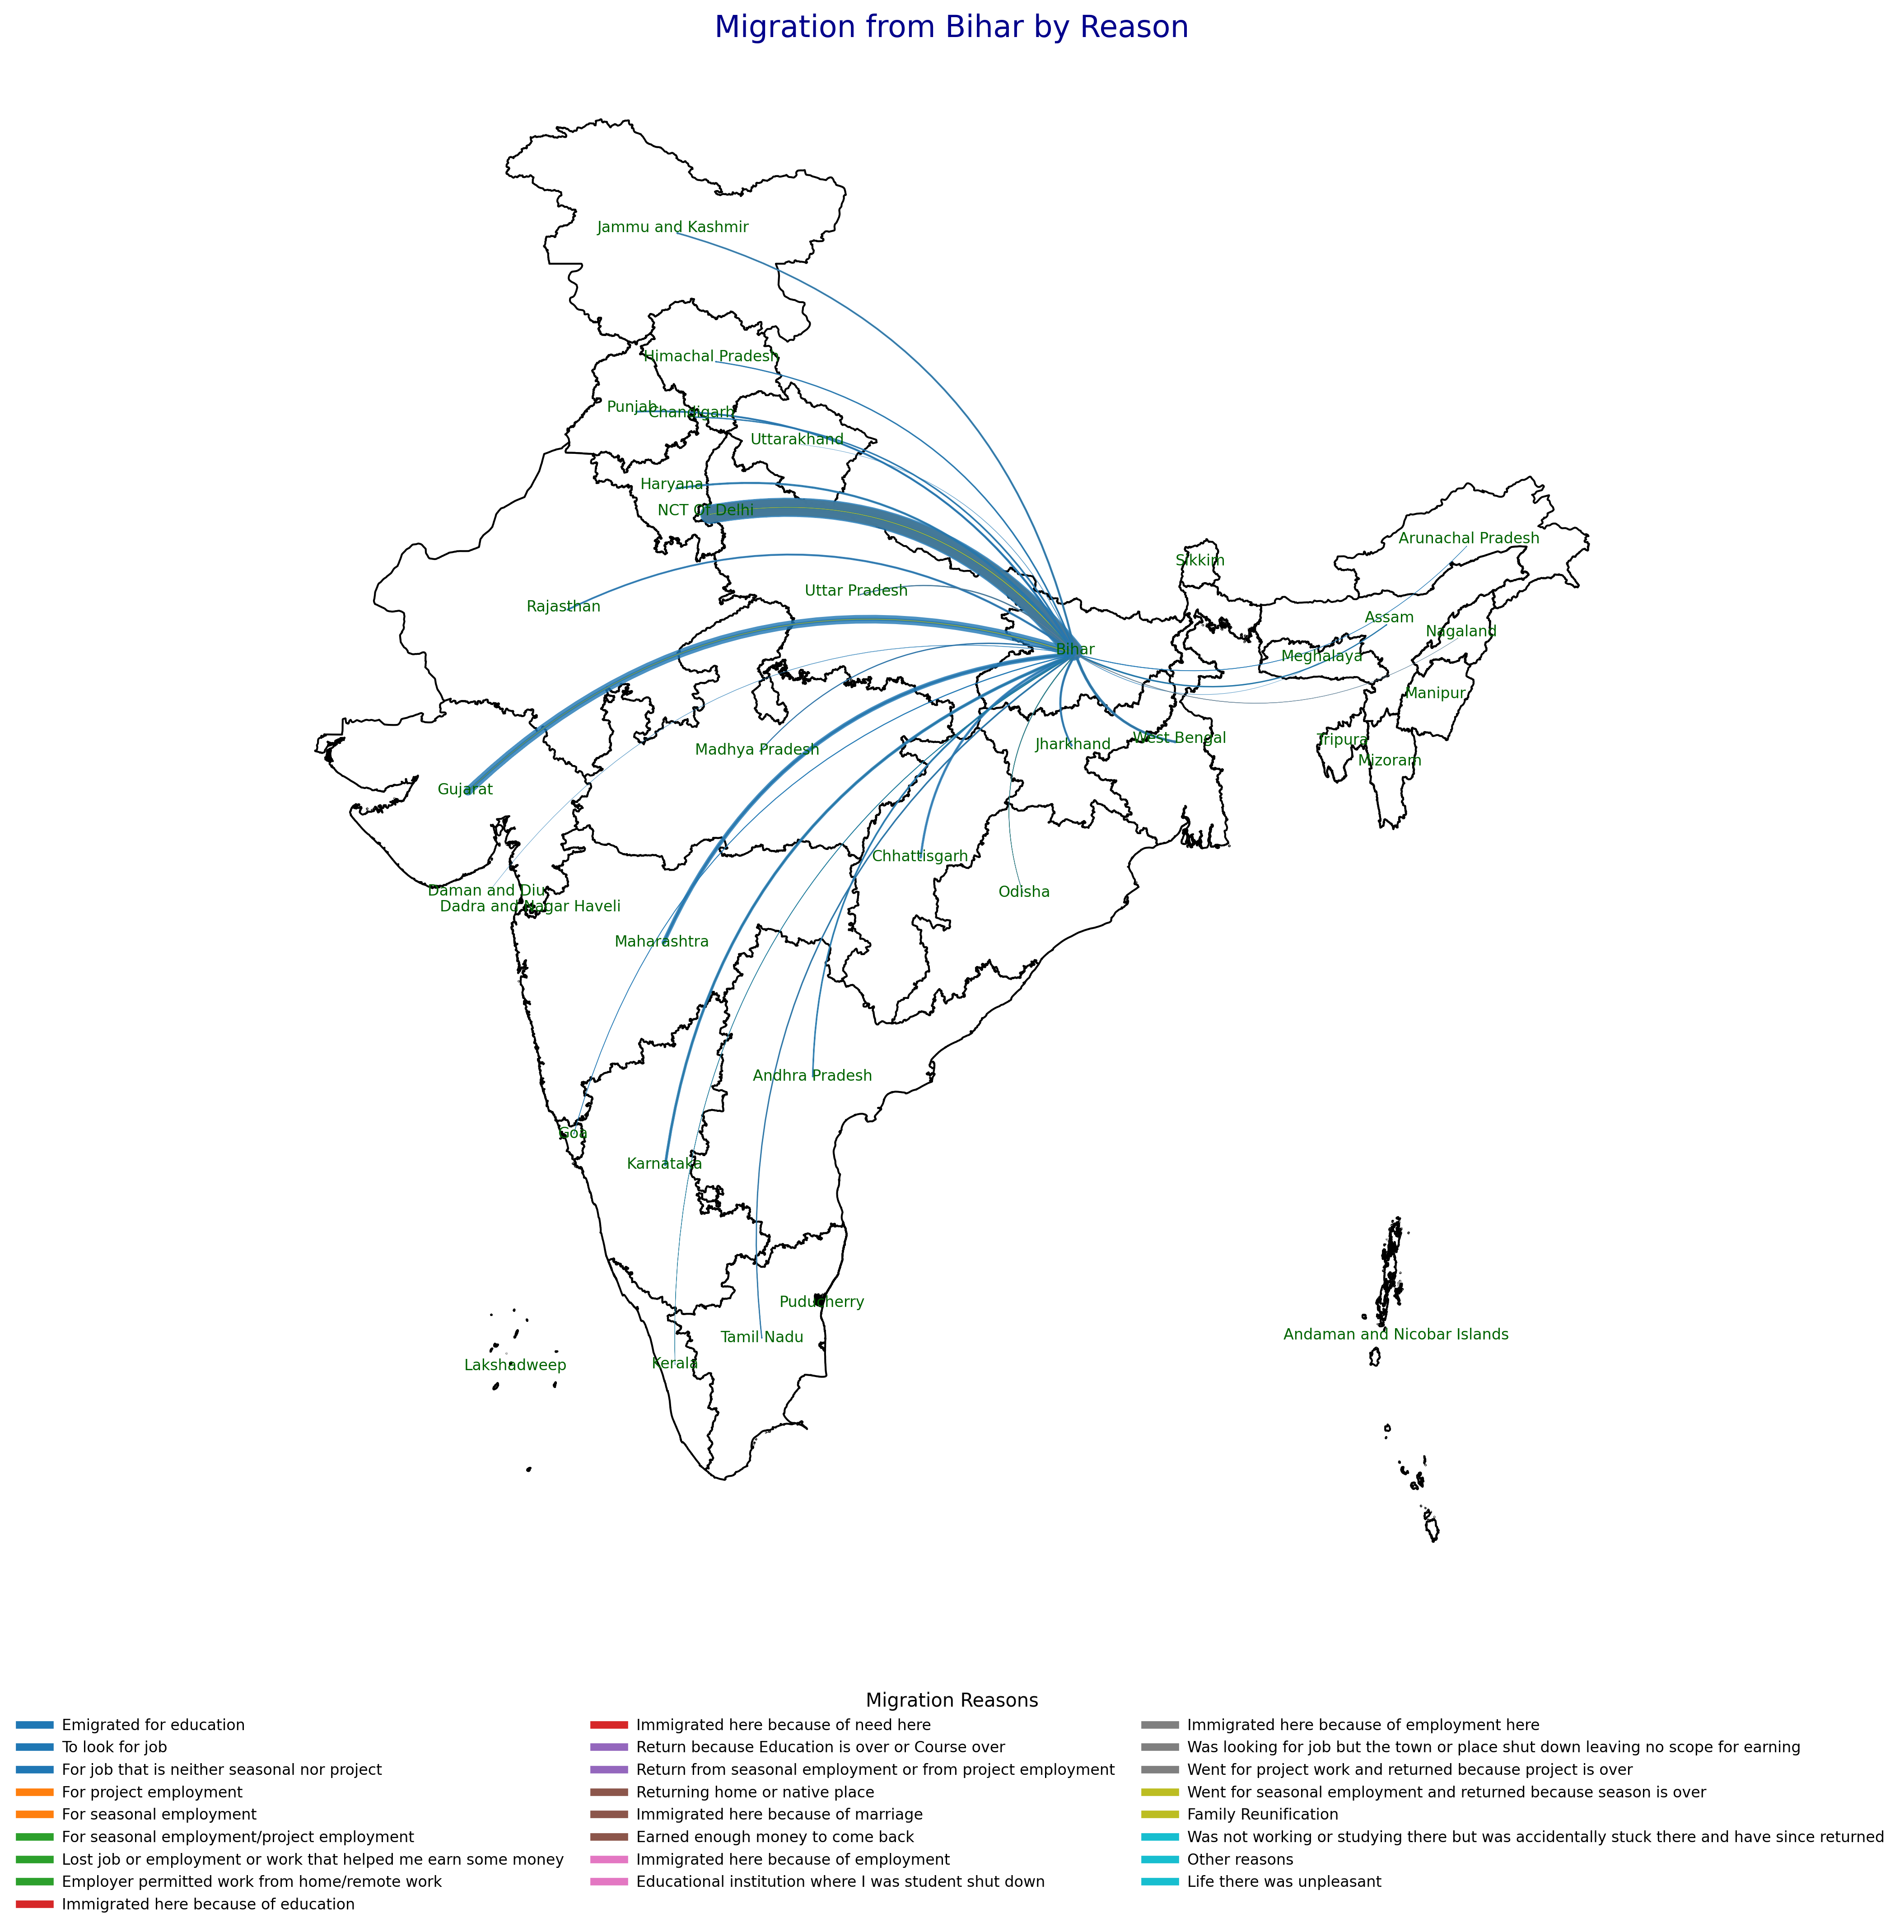 Migration from Bihar by Reason
Jammu and Kashmir
Himachal Pradesh
Punjab
Chandigarh
Uttarakhand
Haryana
NCT Of Delhi
Arunachal Pradesh
Sikkim
Uttar Pradesh
Rajasthan
Assam
Nagaland
Bihar
Meghalaya
Manipur
West Bengal
Tripura
Jharkhand
Madhya Pradesh
Mizoram
Gujarat
Chhattisgarh
Daman and Diu
Odisha
Dadra and Nagar Haveli
Maharashtra
Andhra Pradesh
Goa
Karnataka
Puducherry
Andaman and Nicobar Islands
Tamil Nadu
Kerala
Lakshadweep
Migration Reasons
Emigrated for education
To look for job
For job that is neither seasonal nor project
For project employment
For seasonal employment
For seasonal employment/project employment
Lost job or employment or work that helped me earn some money
Employer permitted work from home/remote work
Immigrated here because of education
Immigrated here because of need here
Return because Education is over or Course over
Return from seasonal employment or from project employment
Returning home or native place
Immigrated here because of marriage
Earned enough money to come back
Immigrated here because of employment
Educational institution where I was student shut down
Immigrated here because of employment here
Was looking for job but the town or place shut down leaving no scope for earning
Went for project work and returned because project is over
Went for seasonal employment and returned because season is over
Family Reunification
Was not working or studying there but was accidentally stuck there and have since returned
Other reasons
Life there was unpleasant